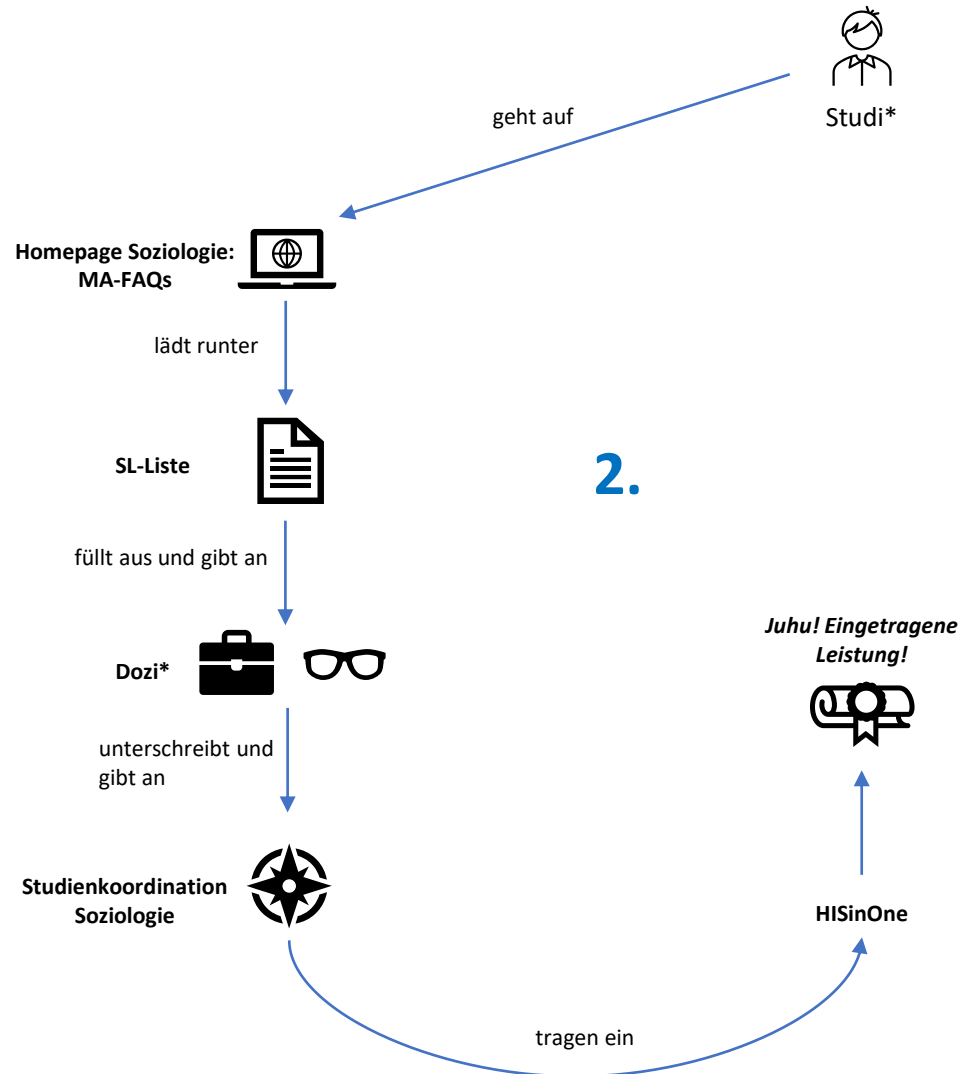 geht auf
Studi*
Homepage Soziologie:
MA-FAQs
lädt runter
SL-Liste
2.
füllt aus und gibt an
Dozi*
Juhu! Eingetragene
Leistung!
unterschreibt und
gibt an
Studienkoordination
Soziologie
HISinOne
tragen ein